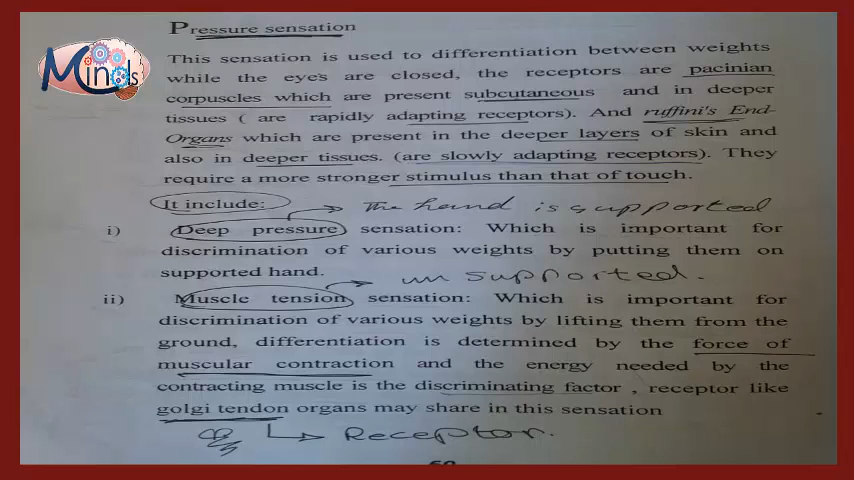 Pressure sensation
Minds
This sensation is used to differentiation between weights
while the eye's are closed, the receptors are pacinian
corpuscles which are present subcutaneous and in deeper
tissues ( are rapidly adapting receptors). And ruffini's End-
Organs which are present in the deeper layers of skin and
also in deeper tissues. (are slowly adapting receptors). They
require a more stronger stimulus than that of touch.
It include:
the hand is supported
i) Deep pressure sensation: Which is important for
discrimination of various weights by putting them on
supported hand.
un supported.
ii) Muscle tension sensation: Which is important for
discrimination of various weights by lifting them from the
ground, differentiation is determined by the force of
muscular contraction and the energy needed by the
contracting muscle is the discriminating factor , receptor like
golgi tendon organs may share in this sensation
Receptor.